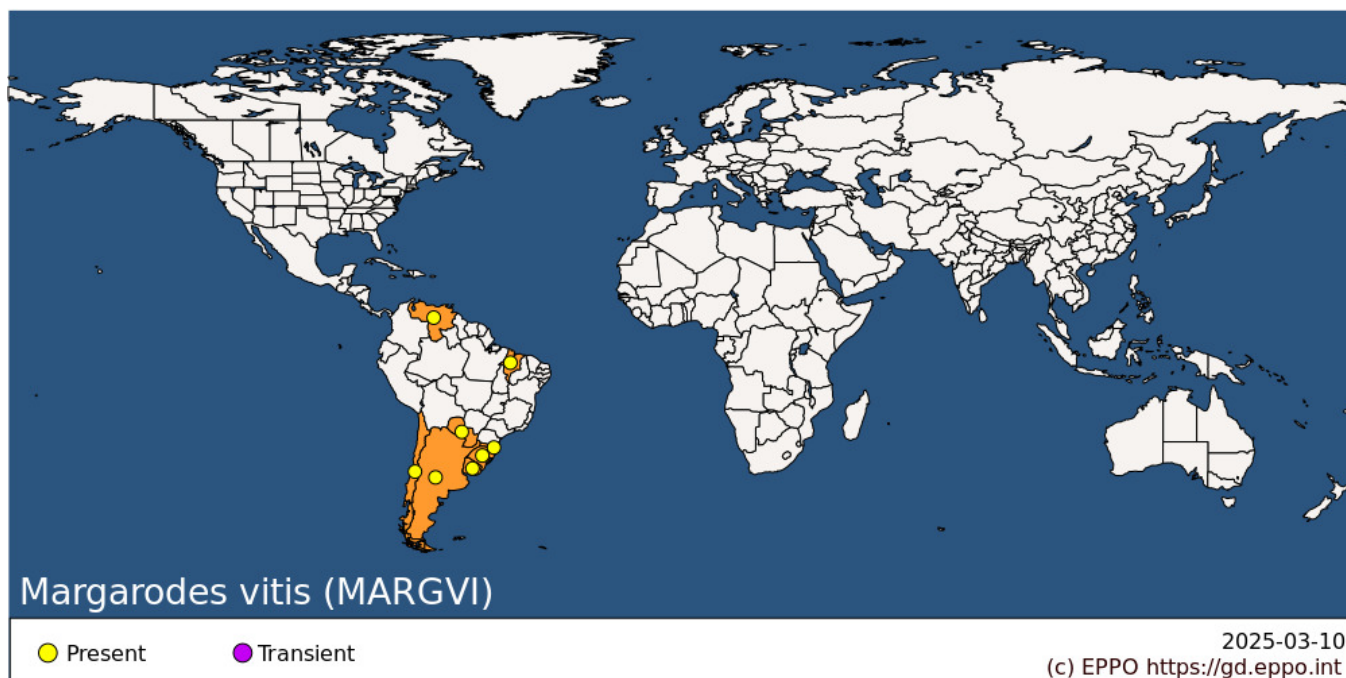 Margarodes vitis (MARGVI)
Present
Transient
2025-03-10
(c) EPPO https://gd.eppo.int